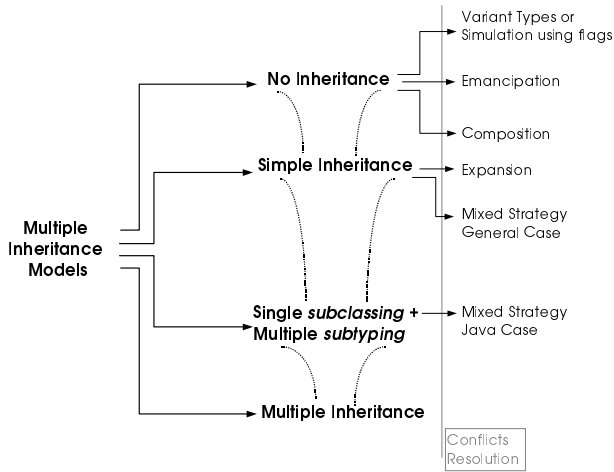 Variant Types or
Simulation using flags
No Inheritance
Emancipation
Composition
Simple Inheritance
Expansion
Mixed Strategy
General Case
Multiple
Inheritance
Models
Single subclassing +
Multiple subtyping
Mixed Strategy
Java Case
Multiple Inheritance
Conflicts
Resolution